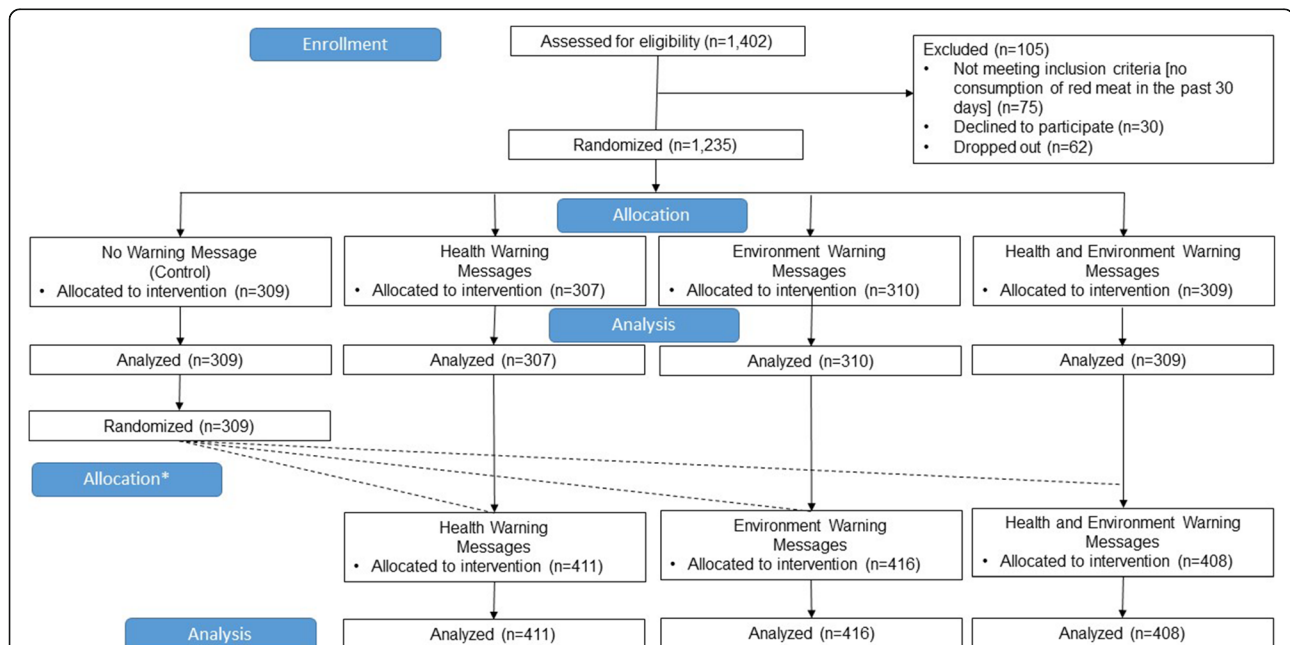 Enrollment
Assessed for eligibility (n=1,402)
Excluded (n=105)
• Not meeting inclusion criteria [no
consumption of red meat in the past 30
days] (n=75)
• Declined to participate (n=30)
• Dropped out (n=62)
Randomized (n=1,235)
Allocation
No Warning Message
(Control)
• Allocated to intervention (n=309)
Health Warning
Messages
• Allocated to intervention (n=307)
Environment Warning
Messages
• Allocated to intervention (n=310)
Health and Environment Warning
Messages
• Allocated to intervention (n=309)
Analysis
Analyzed (n=309)
Analyzed (n=307)
Analyzed (n=310)
Analyzed (n=309)
Randomized (n=309)
Allocation*
Health Warning
Messages
• Allocated to intervention (n=411)
Environment Warning
Messages
• Allocated to intervention (n=416)
Health and Environment Warning
Messages
• Allocated to intervention (n=408)
Analysis
Analyzed (n=411)
Analyzed (n=416)
Analyzed (n=408)